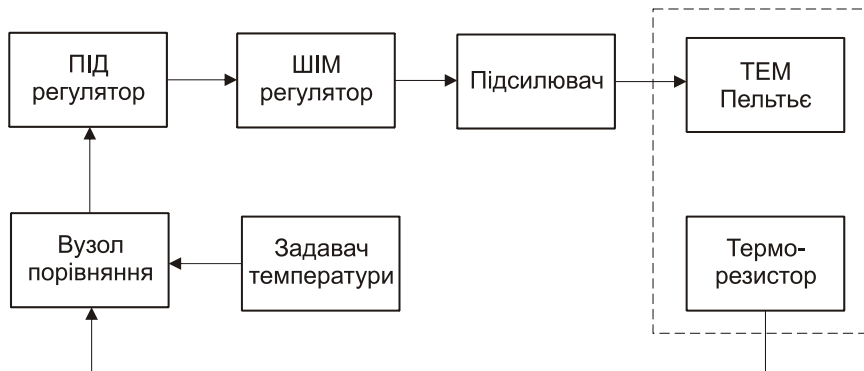 ПІД
регулятор
ШІМ
регулятор
Підсилювач
ТЕМ
Пельтьє
Вузол
порівняння
Задавач
температури
Термо-
резистор